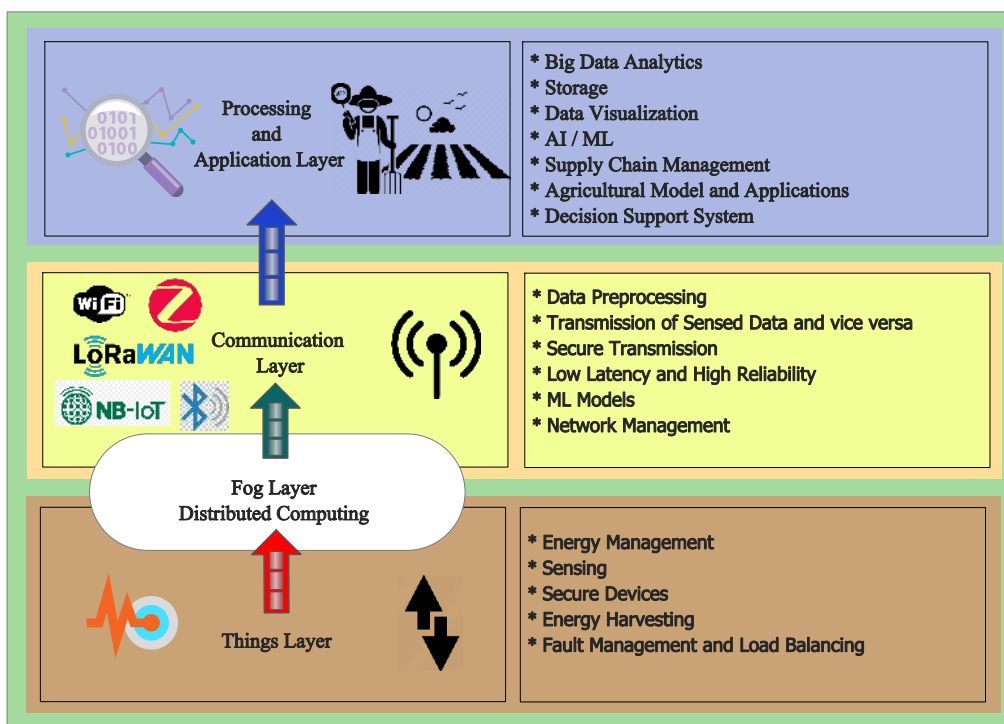 0101
01001
0100
Processing
and
Application Layer
* Big Data Analytics
* Storage
* Data Visualization
* AI / ML
* Supply Chain Management
* Agricultural Model and Applications
* Decision Support System
WiFi
Z
LoRaWAN
NB-IoT
Communication
Layer
* Data Preprocessing
* Transmission of Sensed Data and vice versa
* Secure Transmission
* Low Latency and High Reliability
* ML Models
* Network Management
Fog Layer
Distributed Computing
Things Layer
* Energy Management
* Sensing
* Secure Devices
* Energy Harvesting
* Fault Management and Load Balancing